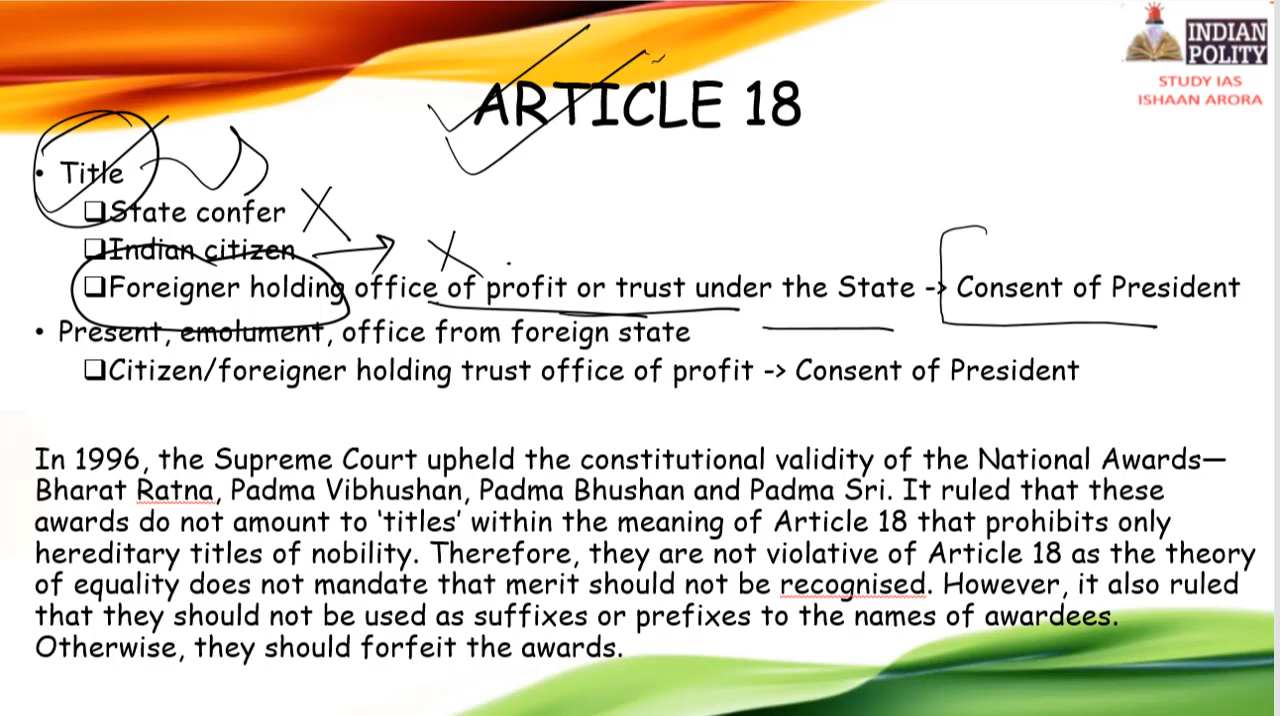 INDIAN
POLITY
STUDY IAS
ISHAAN ARORA
ARTICLE 18
• Title
❑State confer
❑Indian citizen
❑Foreigner holding office of profit or trust under the State -> Consent of President
• Present, emolument, office from foreign state
❑Citizen/foreigner holding trust office of profit -> Consent of President
In 1996, the Supreme Court upheld the constitutional validity of the National Awards—
Bharat Ratna, Padma Vibhushan, Padma Bhushan and Padma Sri. It ruled that these
awards do not amount to 'titles' within the meaning of Article 18 that prohibits only
hereditary titles of nobility. Therefore, they are not violative of Article 18 as the theory
of equality does not mandate that merit should not be recognised. However, it also ruled
that they should not be used as suffixes or prefixes to the names of awardees.
Otherwise, they should forfeit the awards.